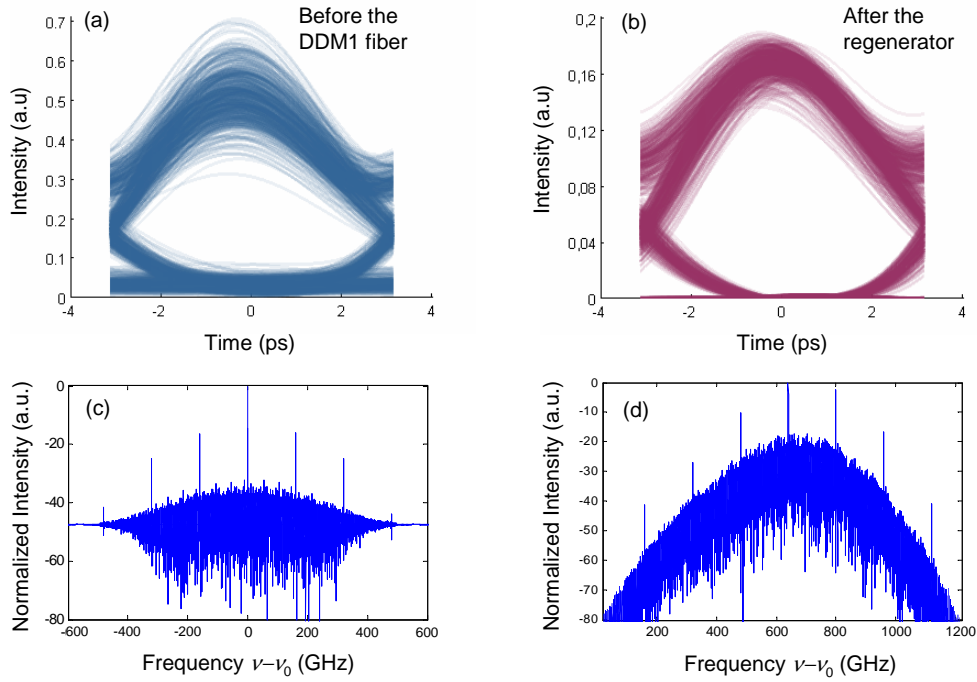 (a)
Before the
DDM1 fiber
Intensity (a.u)
0.7
0.6
0.5
0.4
0.3
0.2
0.1
0
-4 -2 0 2 4
Time (ps)
(b)
After the
regenerator
Intensity (a.u)
0,2
0,16
0,12
0,08
0,04
0
-4 -2 0 2 4
Time (ps)
(c)
Normalized Intensity (a.u.)
0
-20
-40
-60
-80
-600 -400 -200 0 200 400 600
Frequency ν−ν0 (GHz)
(d)
Normalized Intensity (a.u.)
0
-10
-20
-30
-40
-50
-60
-70
-80
200 400 600 800 1000 1200
Frequency ν−ν0 (GHz)